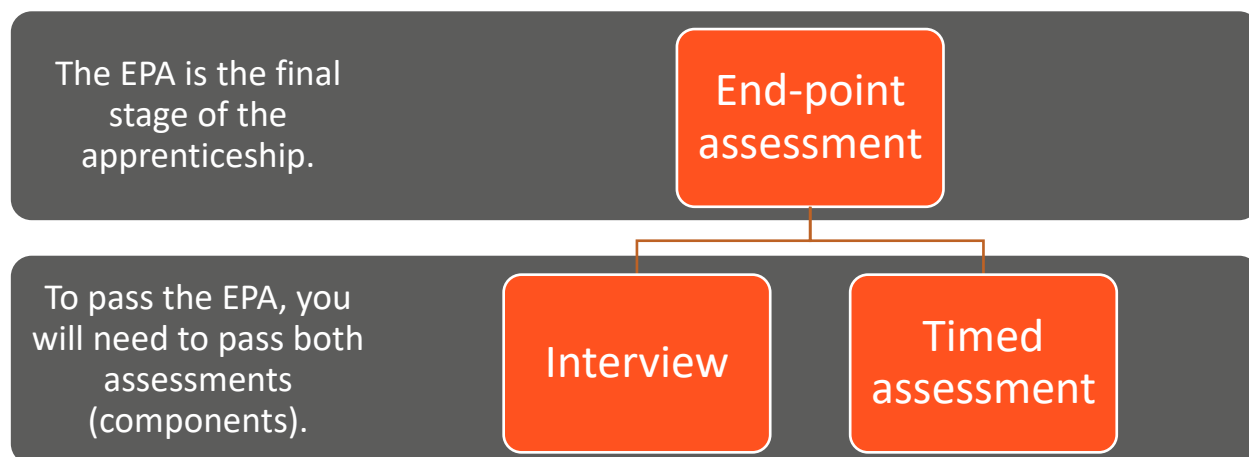 The EPA is the final
stage of the
apprenticeship.
End-point
assessment
To pass the EPA, you
will need to pass both
assessments
(components).
Interview
Timed
assessment